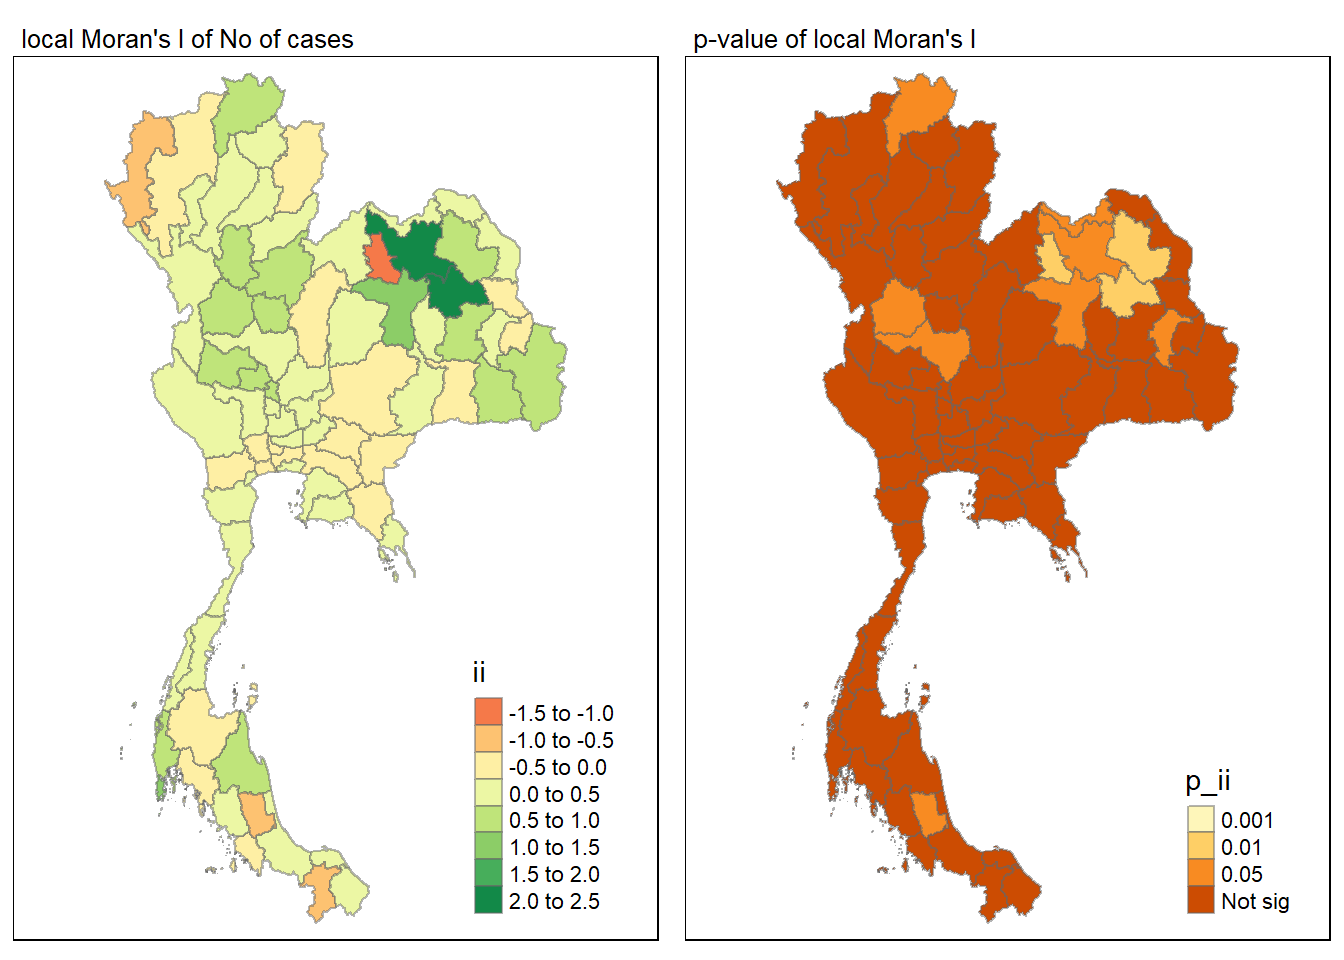 local Moran's I of No of cases
ii
-1.5 to -1.0
-1.0 to -0.5
-0.5 to 0.0
0.0 to 0.5
0.5 to 1.0
1.0 to 1.5
1.5 to 2.0
2.0 to 2.5
p-value of local Moran's I
p_ii
0.001
0.01
0.05
Not sig